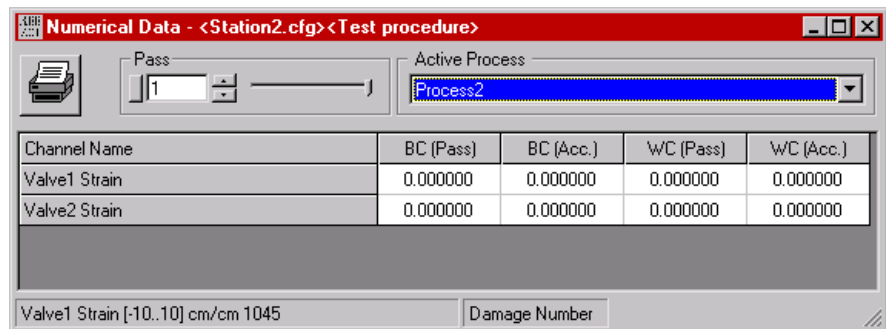 Numerical Data - <Station2.cfg><Test procedure>
Pass
Active Process
1
Process2
Channel Name BC (Pass) BC (Acc.) WC (Pass) WC (Acc.)
Valve1 Strain 0.000000 0.000000 0.000000 0.000000
Valve2 Strain 0.000000 0.000000 0.000000 0.000000
Valve1 Strain [-10..10] cm/cm 1045 Damage Number